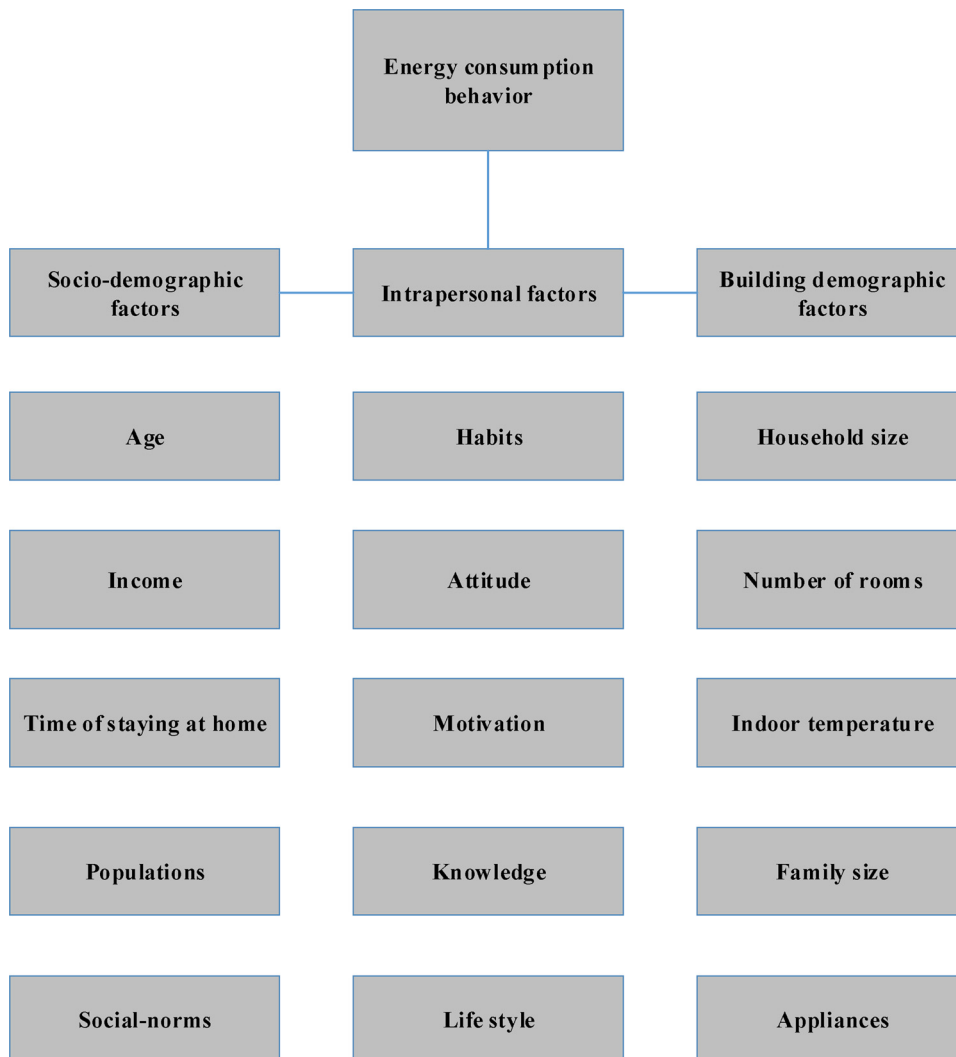 Energy consumption
behavior
Socio-demographic
factors
Intrapersonal factors
Building demographic
factors
Age
Habits
Household size
Income
Attitude
Number of rooms
Time of staying at home
Motivation
Indoor temperature
Populations
Knowledge
Family size
Social-norms
Life style
Appliances